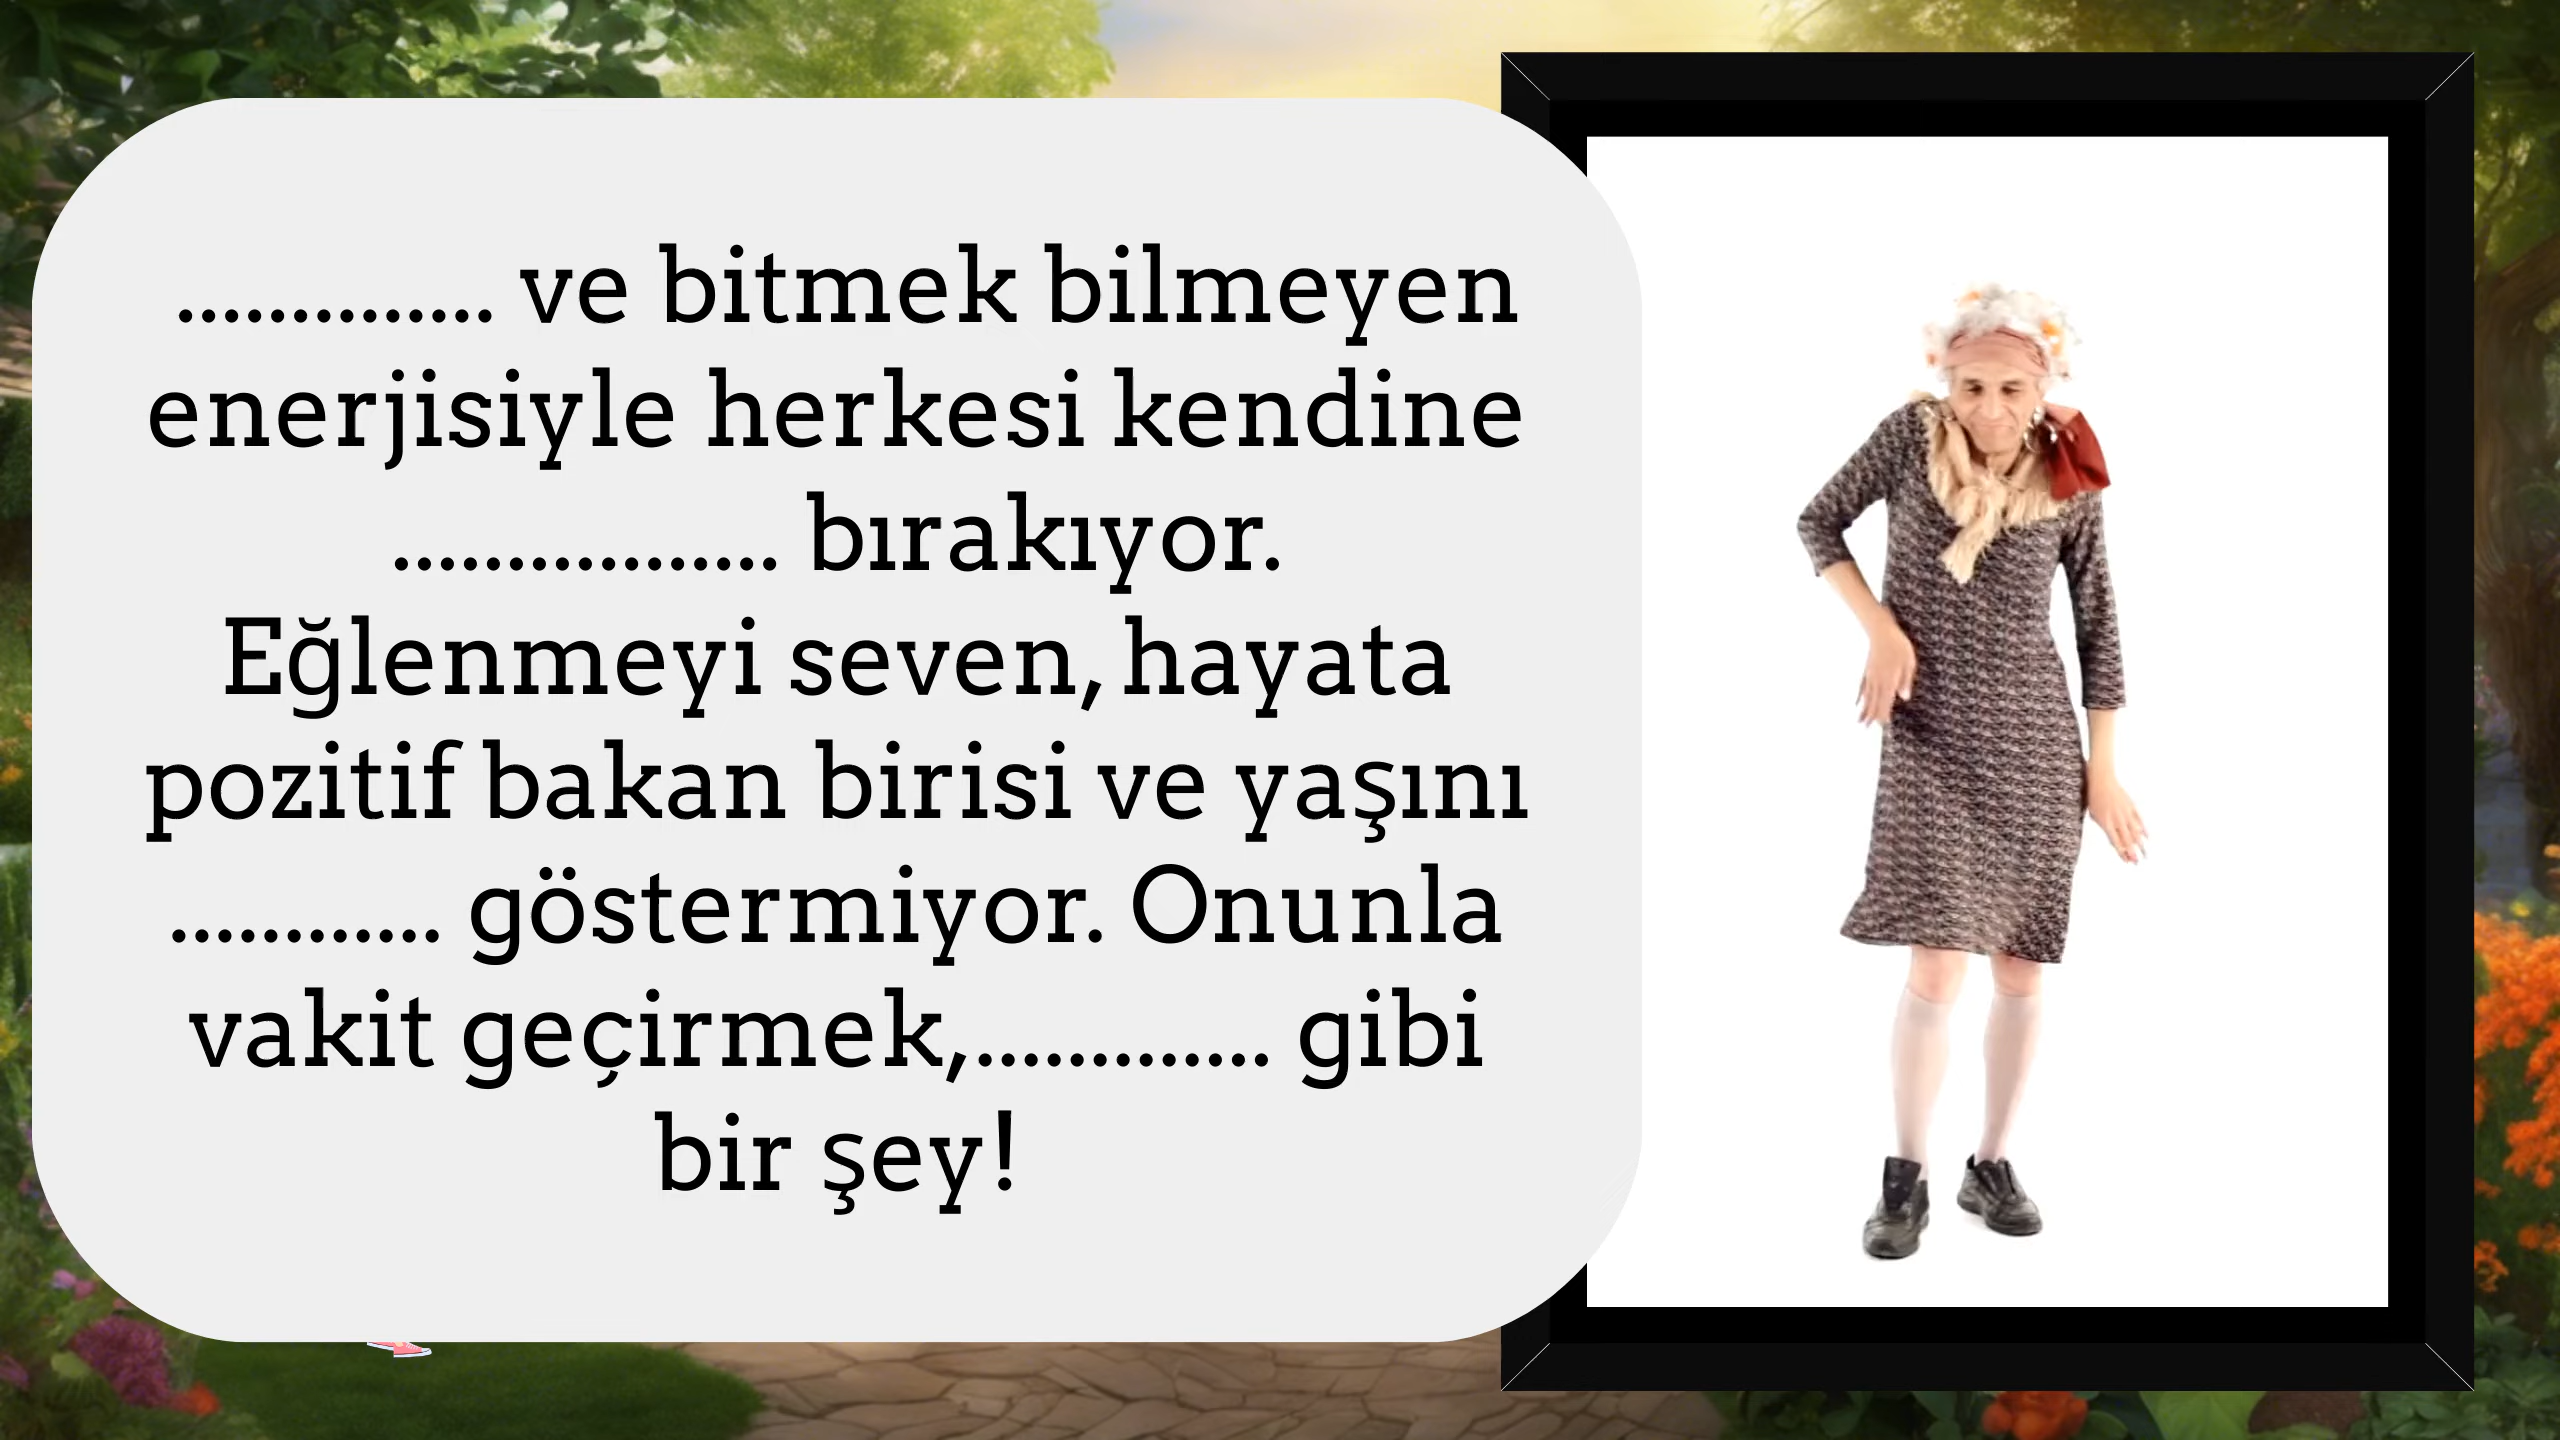 .............. ve bitmek bilmeyen
enerjisiyle herkesi kendine
................. bırakıyor.
Eğlenmeyi seven, hayata
pozitif bakan birisi ve yaşını
............ göstermiyor. Onunla
vakit geçirmek,............. gibi
bir şey!